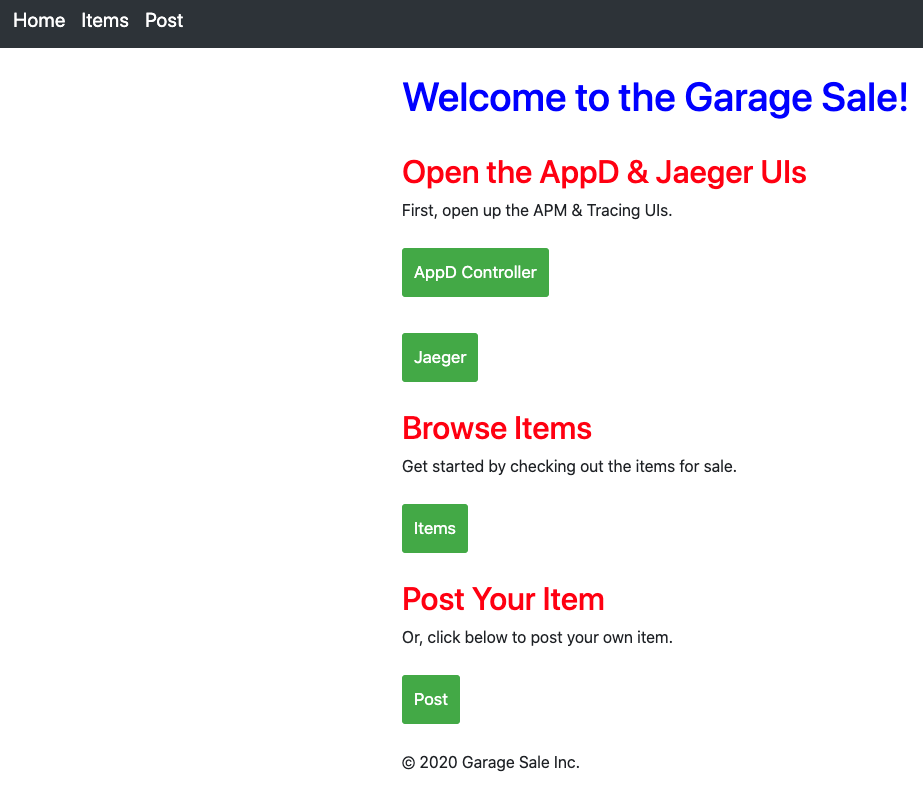 Home Items Post
Welcome to the Garage Sale!
Open the AppD & Jaeger UIs
First, open up the APM & Tracing UIs.
AppD Controller
Jaeger
Browse Items
Get started by checking out the items for sale.
Items
Post Your Item
Or, click below to post your own item.
Post
© 2020 Garage Sale Inc.